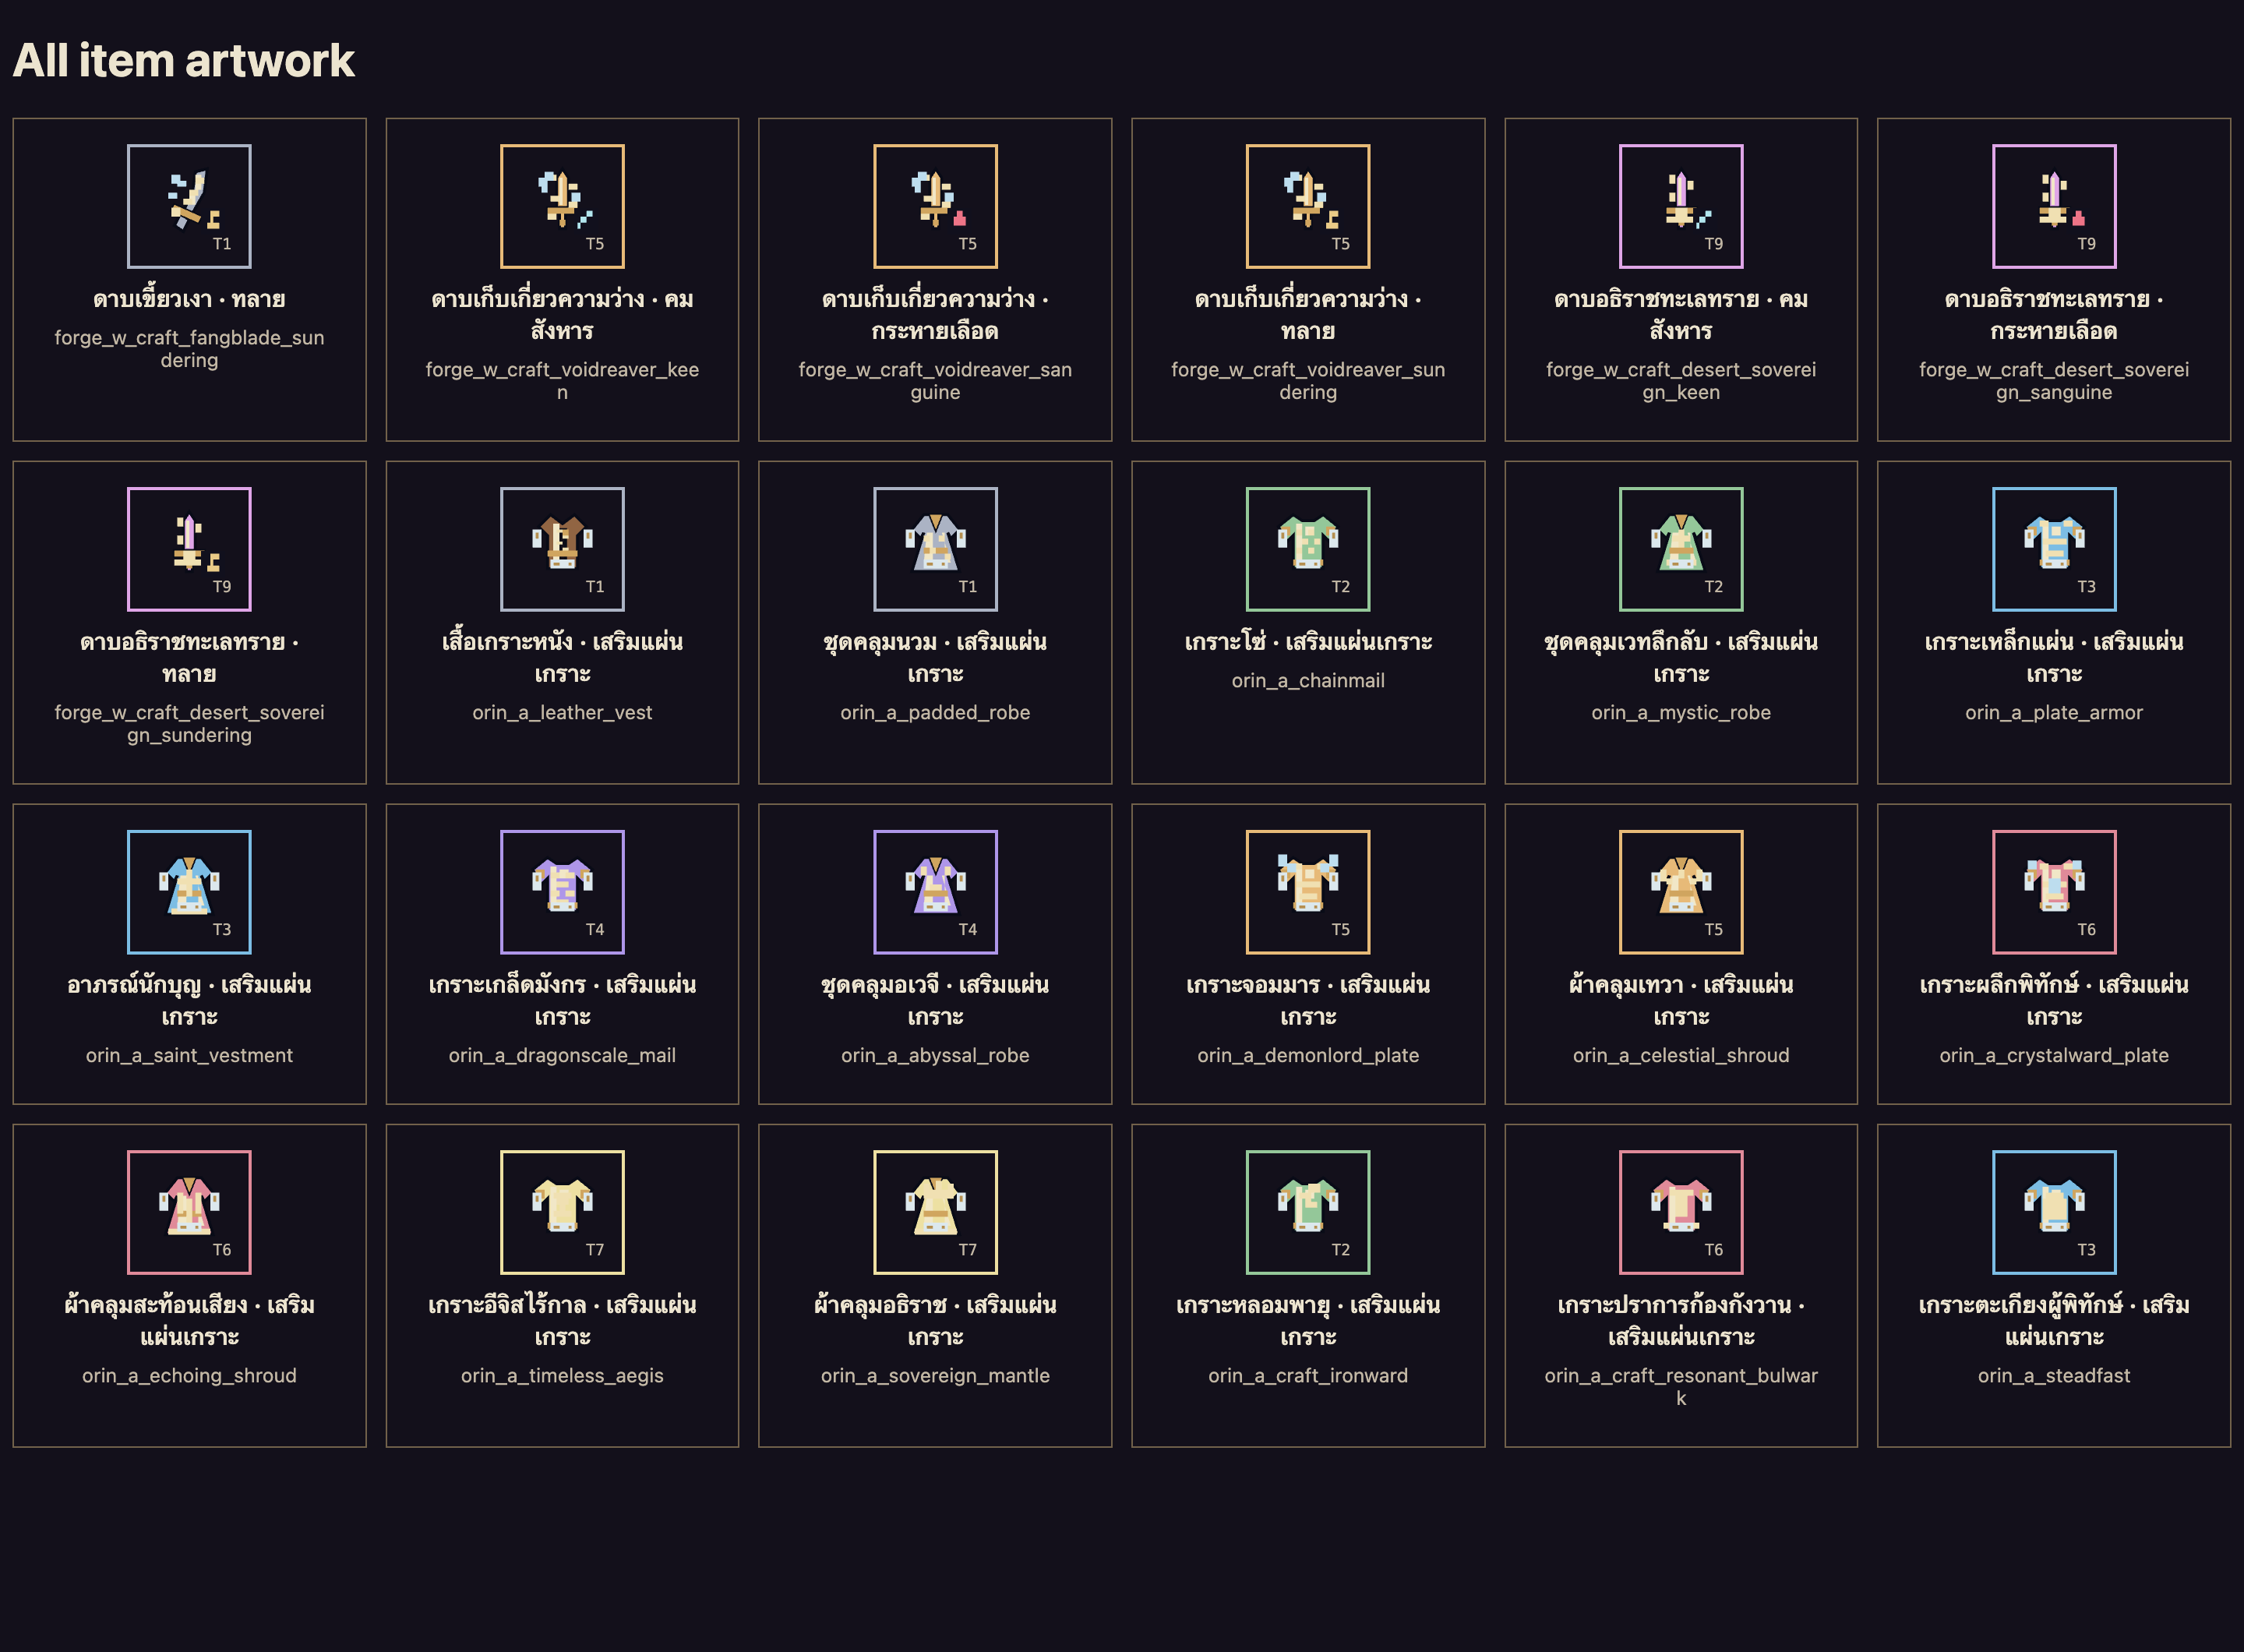 All item artwork
T1
T5
T5
T5
T9
T9
ดาบเขี้ยวเงา · ทลาย
forge_w_craft_fangblade_sun
dering
ดาบเก็บเกี่ยวความว่าง · คม
สังหาร
forge_w_craft_voidreaver_kee
n
ดาบเก็บเกี่ยวความว่าง ·
กระหายเลือด
forge_w_craft_voidreaver_san
guine
ดาบเก็บเกี่ยวความว่าง ·
ทลาย
forge_w_craft_voidreaver_sun
dering
ดาบอธิราชทะเลทราย · คม
สังหาร
forge_w_craft_desert_soverei
gn_keen
ดาบอธิราชทะเลทราย ·
กระหายเลือด
forge_w_craft_desert_soverei
gn_sanguine
T9
T1
T1
T2
T2
T3
ดาบอธิราชทะเลทราย ·
ทลาย
forge_w_craft_desert_soverei
gn_sundering
เสื้อเกราะหนัง · เสริมแผ่น
เกราะ
orin_a_leather_vest
ชุดคลุมนวม · เสริมแผ่น
เกราะ
orin_a_padded_robe
เกราะโซ่ · เสริมแผ่นเกราะ
orin_a_chainmail
ชุดคลุมเวทลึกลับ · เสริมแผ่น
เกราะ
orin_a_mystic_robe
เกราะเหล็กแผ่น · เสริมแผ่น
เกราะ
orin_a_plate_armor
T3
T4
T4
T5
T5
T6
อาภรณ์นักบุญ · เสริมแผ่น
เกราะ
orin_a_saint_vestment
เกราะเกล็ดมังกร · เสริมแผ่น
เกราะ
orin_a_dragonscale_mail
ชุดคลุมอเวจี · เสริมแผ่น
เกราะ
orin_a_abyssal_robe
เกราะจอมมาร · เสริมแผ่น
เกราะ
orin_a_demonlord_plate
ผ้าคลุมเทวา · เสริมแผ่น
เกราะ
orin_a_celestial_shroud
เกราะผลึกพิทักษ์ · เสริมแผ่น
เกราะ
orin_a_crystalward_plate
T6
T7
T7
T2
T6
T3
ผ้าคลุมสะท้อนเสียง · เสริม
แผ่นเกราะ
orin_a_echoing_shroud
เกราะอีจิสไร้กาล · เสริมแผ่น
เกราะ
orin_a_timeless_aegis
ผ้าคลุมอธิราช · เสริมแผ่น
เกราะ
orin_a_sovereign_mantle
เกราะหลอมพายุ · เสริมแผ่น
เกราะ
orin_a_craft_ironward
เกราะปราการก้องกังวาน ·
เสริมแผ่นเกราะ
orin_a_craft_resonant_bulwar
k
เกราะตะเกียงผู้พิทักษ์ · เสริม
แผ่นเกราะ
orin_a_steadfast